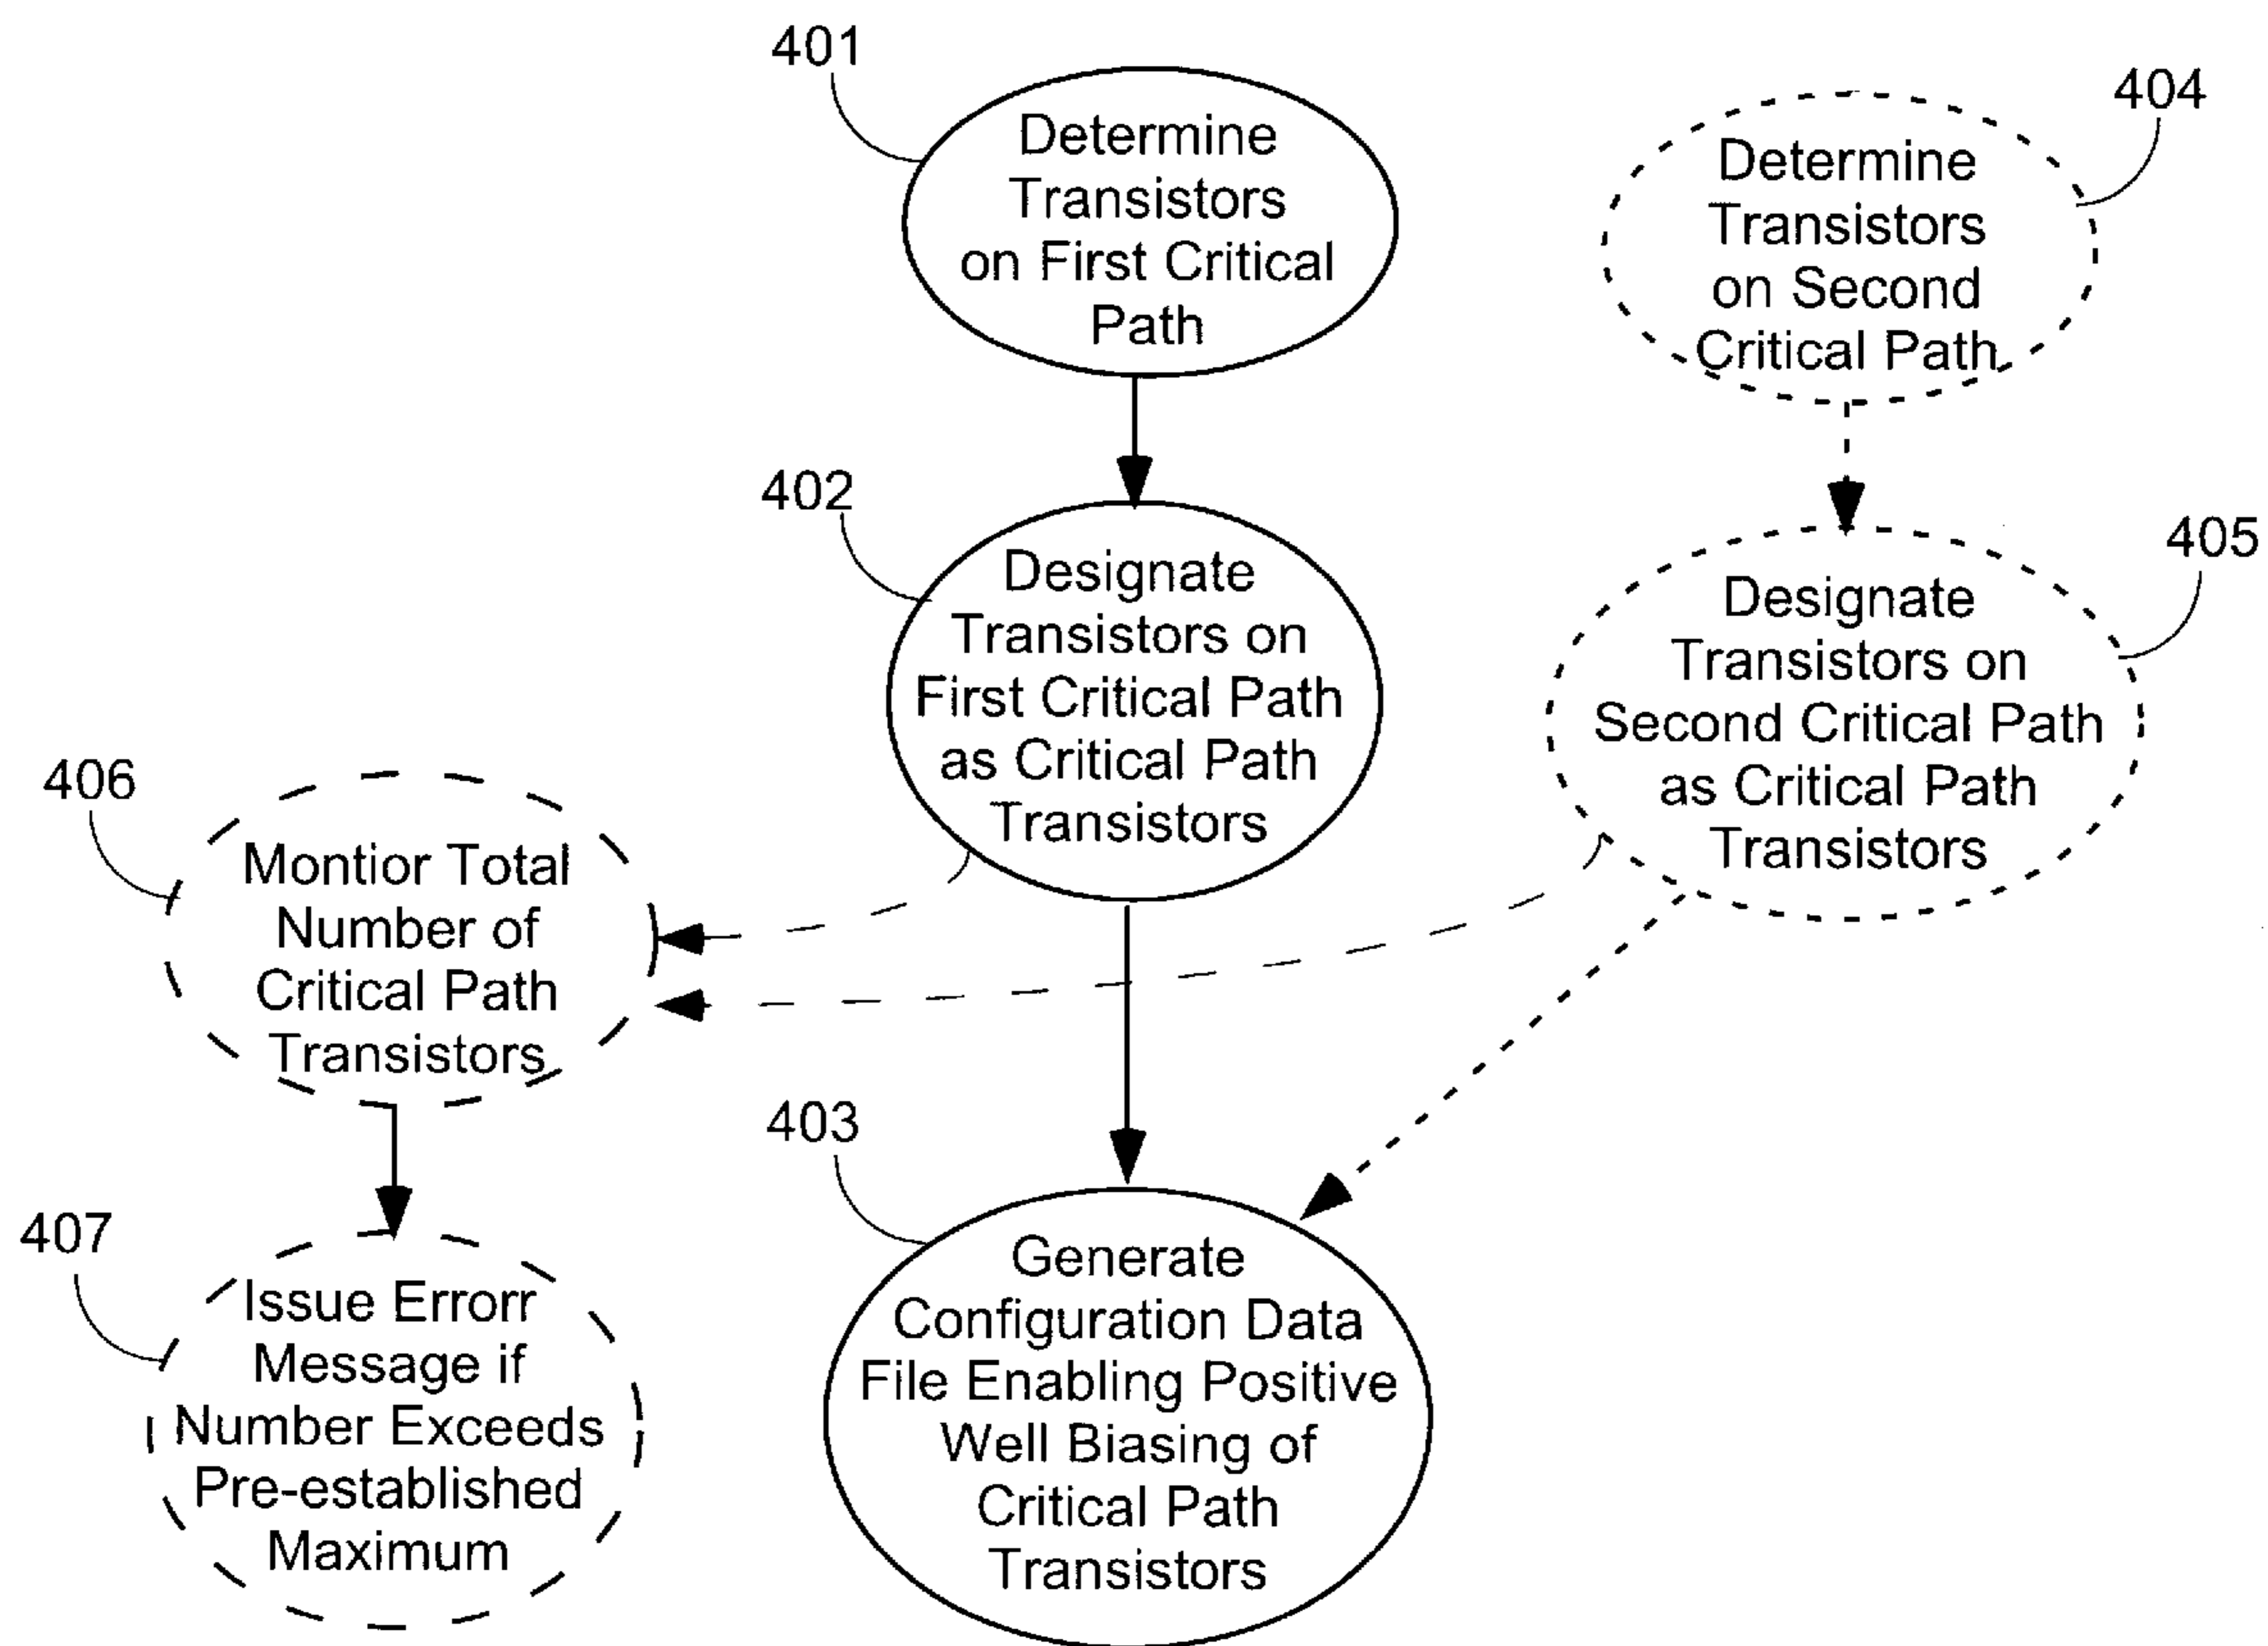 401
Determine
Transistors
on First Critical
Path
404
Determine
Transistors
on Second
Critical Path
402
Designate
Transistors on
First Critical Path
as Critical Path
Transistors
405
Designate
Transistors on
Second Critical Path
as Critical Path
Transistors
406
Montior Total
Number of
Critical Path
Transistors
403
Generate
Configuration Data
File Enabling Positive
Well Biasing of
Critical Path
Transistors
407
Issue Errorr
Message if
Number Exceeds
Pre-established
Maximum